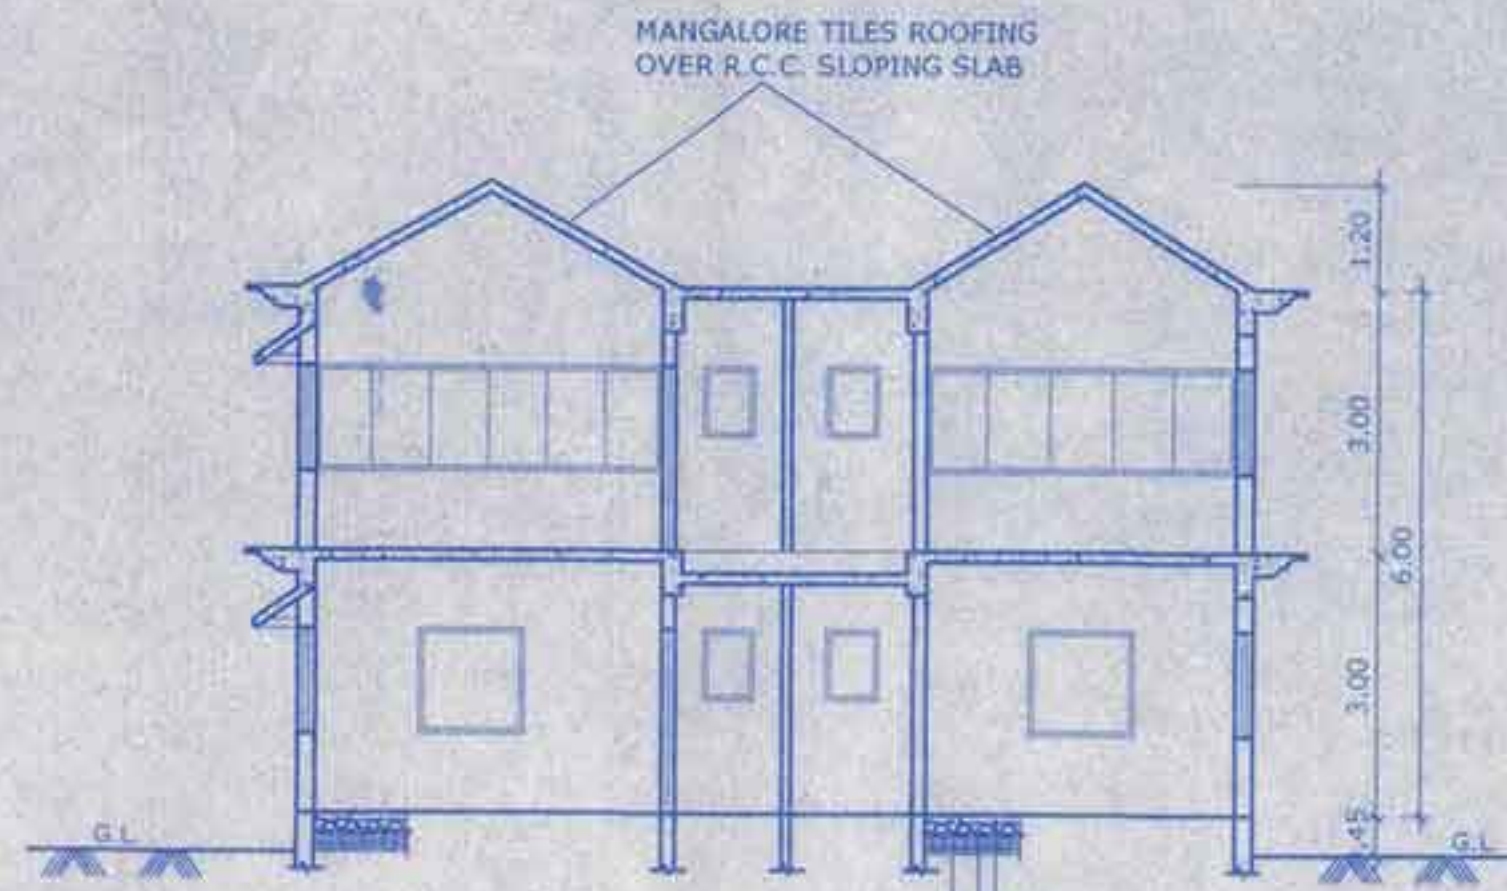 MANGALORE TILES ROOFING
OVER R.C.C. SLOPING SLAB
1.20
3.00
6.00
3.00
.45
G.L.
G.L.